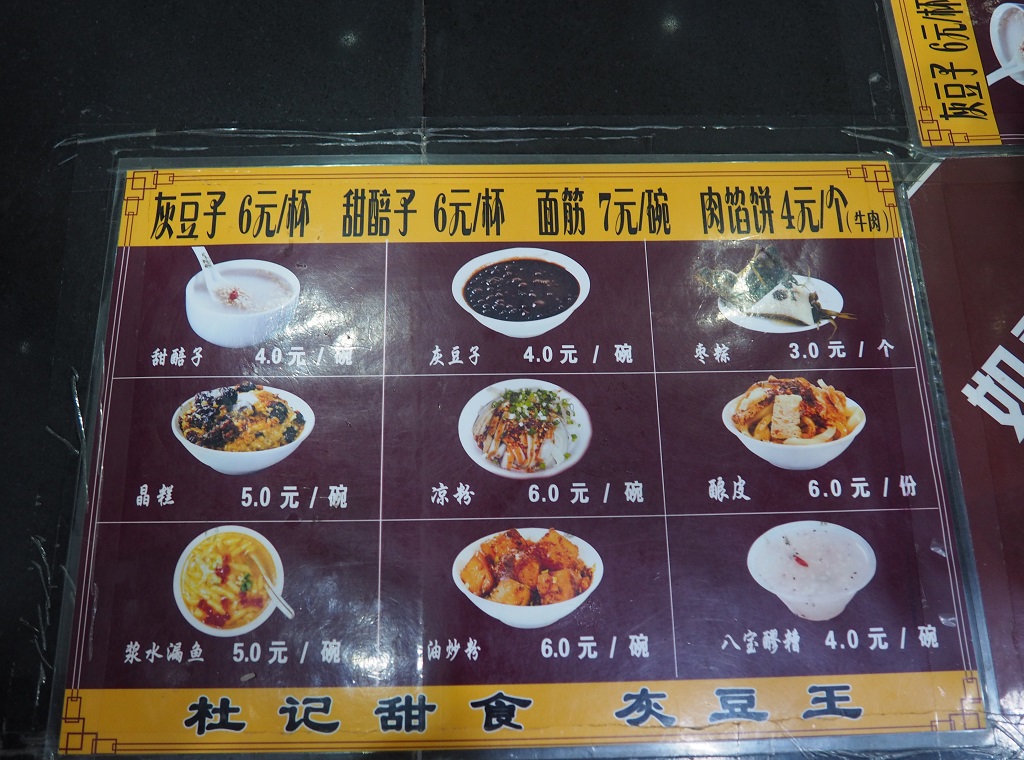 灰豆子 6元/杯 甜醅子 6元/杯 面筋 7元/碗 肉馅饼 4元/个(牛肉)
甜醅子 4.0元/碗
灰豆子 4.0元/碗
枣粽 3.0元/个
晶糕 5.0元/碗
凉粉 6.0元/碗
酿皮 6.0元/份
浆水漏鱼 5.0元/碗
油炒粉 6.0元/碗
八宝醪糟 4.0元/碗
杜记甜食 灰豆王
灰豆子 6元/杯
如